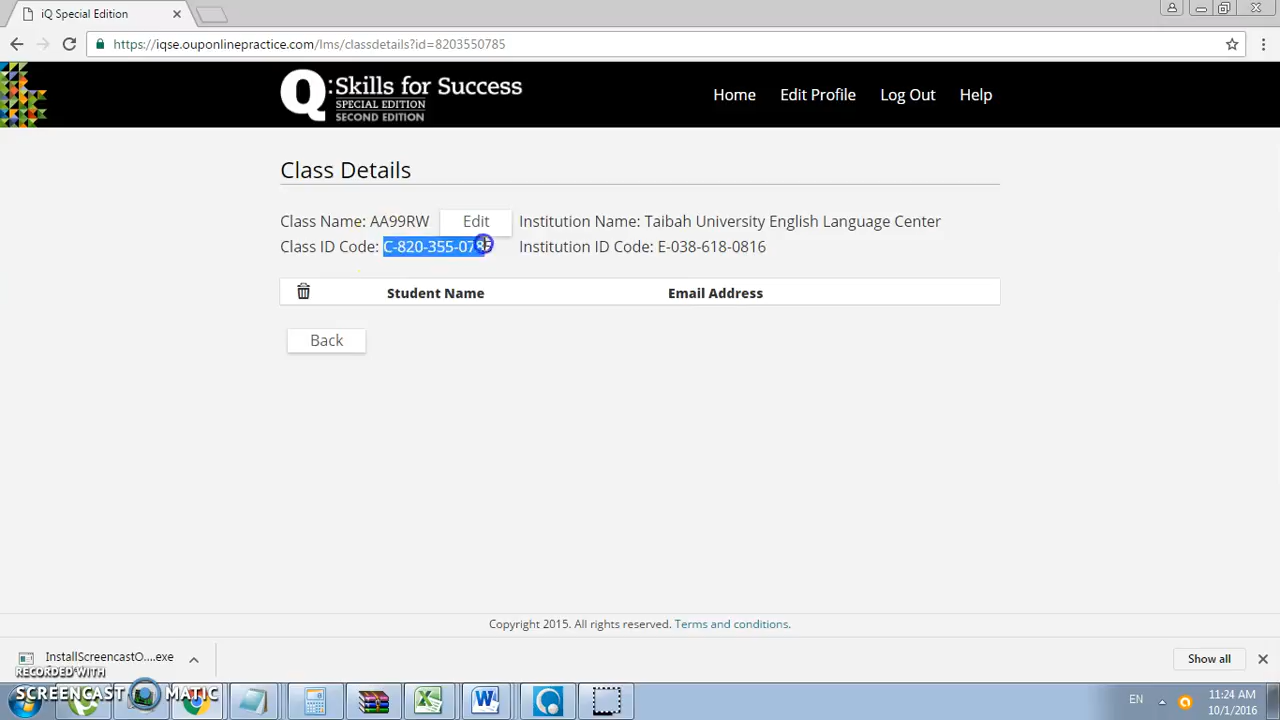 iQ Special Edition
https://iqse.ouponlinepractice.com/lms/classdetails?id=8203550785
Q: Skills for Success
SPECIAL EDITION
SECOND EDITION
Home Edit Profile Log Out Help
Class Details
Class Name: AA99RW Edit Institution Name: Taibah University English Language Center
Class ID Code: C-820-355-0785 Institution ID Code: E-038-618-0816
Student Name Email Address
Back
Copyright 2015. All rights reserved. Terms and conditions.
InstallScreencastO....exe
Show all
RECORDED WITH
SCREENCAST MATIC
EN
11:24 AM
10/1/2016